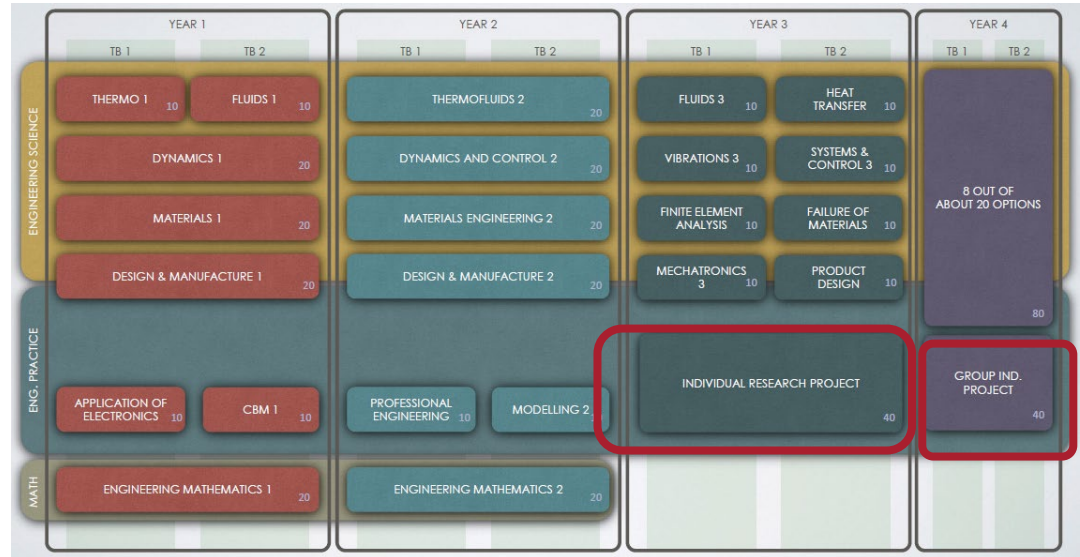 YEAR 1
YEAR 2
YEAR 3
YEAR 4
TB 1
TB 2
TB 1
TB 2
TB 1
TB 2
TB 1
TB 2
ENGINEERING SCIENCE
THERMO 1 10
FLUIDS 1 10
THERMOFLUIDS 2
20
FLUIDS 3 10
HEAT
TRANSFER 10
DYNAMICS 1
20
DYNAMICS AND CONTROL 2
20
VIBRATIONS 3 10
SYSTEMS &
CONTROL 3 10
8 OUT OF
ABOUT 20 OPTIONS
80
MATERIALS 1
20
MATERIALS ENGINEERING 2
20
FINITE ELEMENT
ANALYSIS 10
FAILURE OF
MATERIALS 10
DESIGN & MANUFACTURE 1
20
DESIGN & MANUFACTURE 2
20
MECHATRONICS
3 10
PRODUCT
DESIGN 10
ENG. PRACTICE
APPLICATION OF
ELECTRONICS 10
CBM 1 10
PROFESSIONAL
ENGINEERING 10
MODELLING 2
INDIVIDUAL RESEARCH PROJECT
40
GROUP IND.
PROJECT
40
MATH
ENGINEERING MATHEMATICS 1
20
ENGINEERING MATHEMATICS 2
20